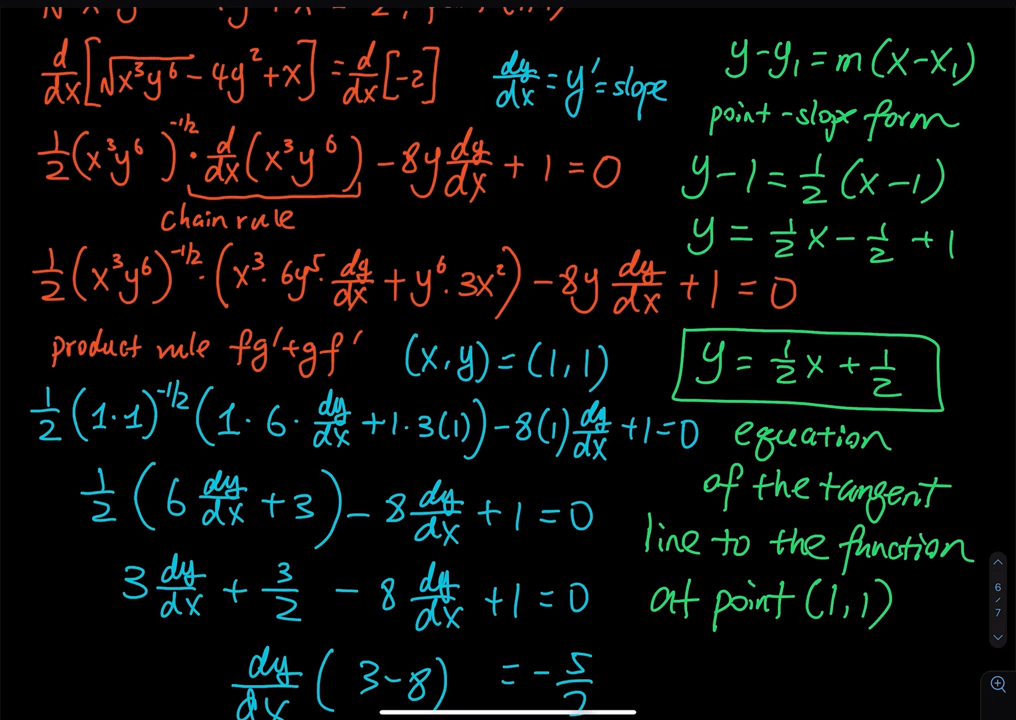 d/dx [√(x³y⁶) - 4y² + x] = d/dx [-2]
dy/dx = y' = slope
1/2 (x³y⁶)^(-1/2) · d/dx (x³y⁶) - 8y dy/dx + 1 = 0
chain rule
1/2 (x³y⁶)^(-1/2) · (x³ · 6y⁵ · dy/dx + y⁶ · 3x²) - 8y dy/dx + 1 = 0
product rule fg' + gf'
(x, y) = (1, 1)
1/2 (1·1)^(-1/2) (1 · 6 · dy/dx + 1 · 3(1)) - 8(1) dy/dx + 1 = 0
1/2 (6 dy/dx + 3) - 8 dy/dx + 1 = 0
3 dy/dx + 3/2 - 8 dy/dx + 1 = 0
dy/dx (3 - 8) = - 5/2
y - y₁ = m(x - x₁)
point-slope form
y - 1 = 1/2 (x - 1)
y = 1/2 x - 1/2 + 1
y = 1/2 x + 1/2
equation
of the tangent
line to the function
at point (1, 1)
6
/
7